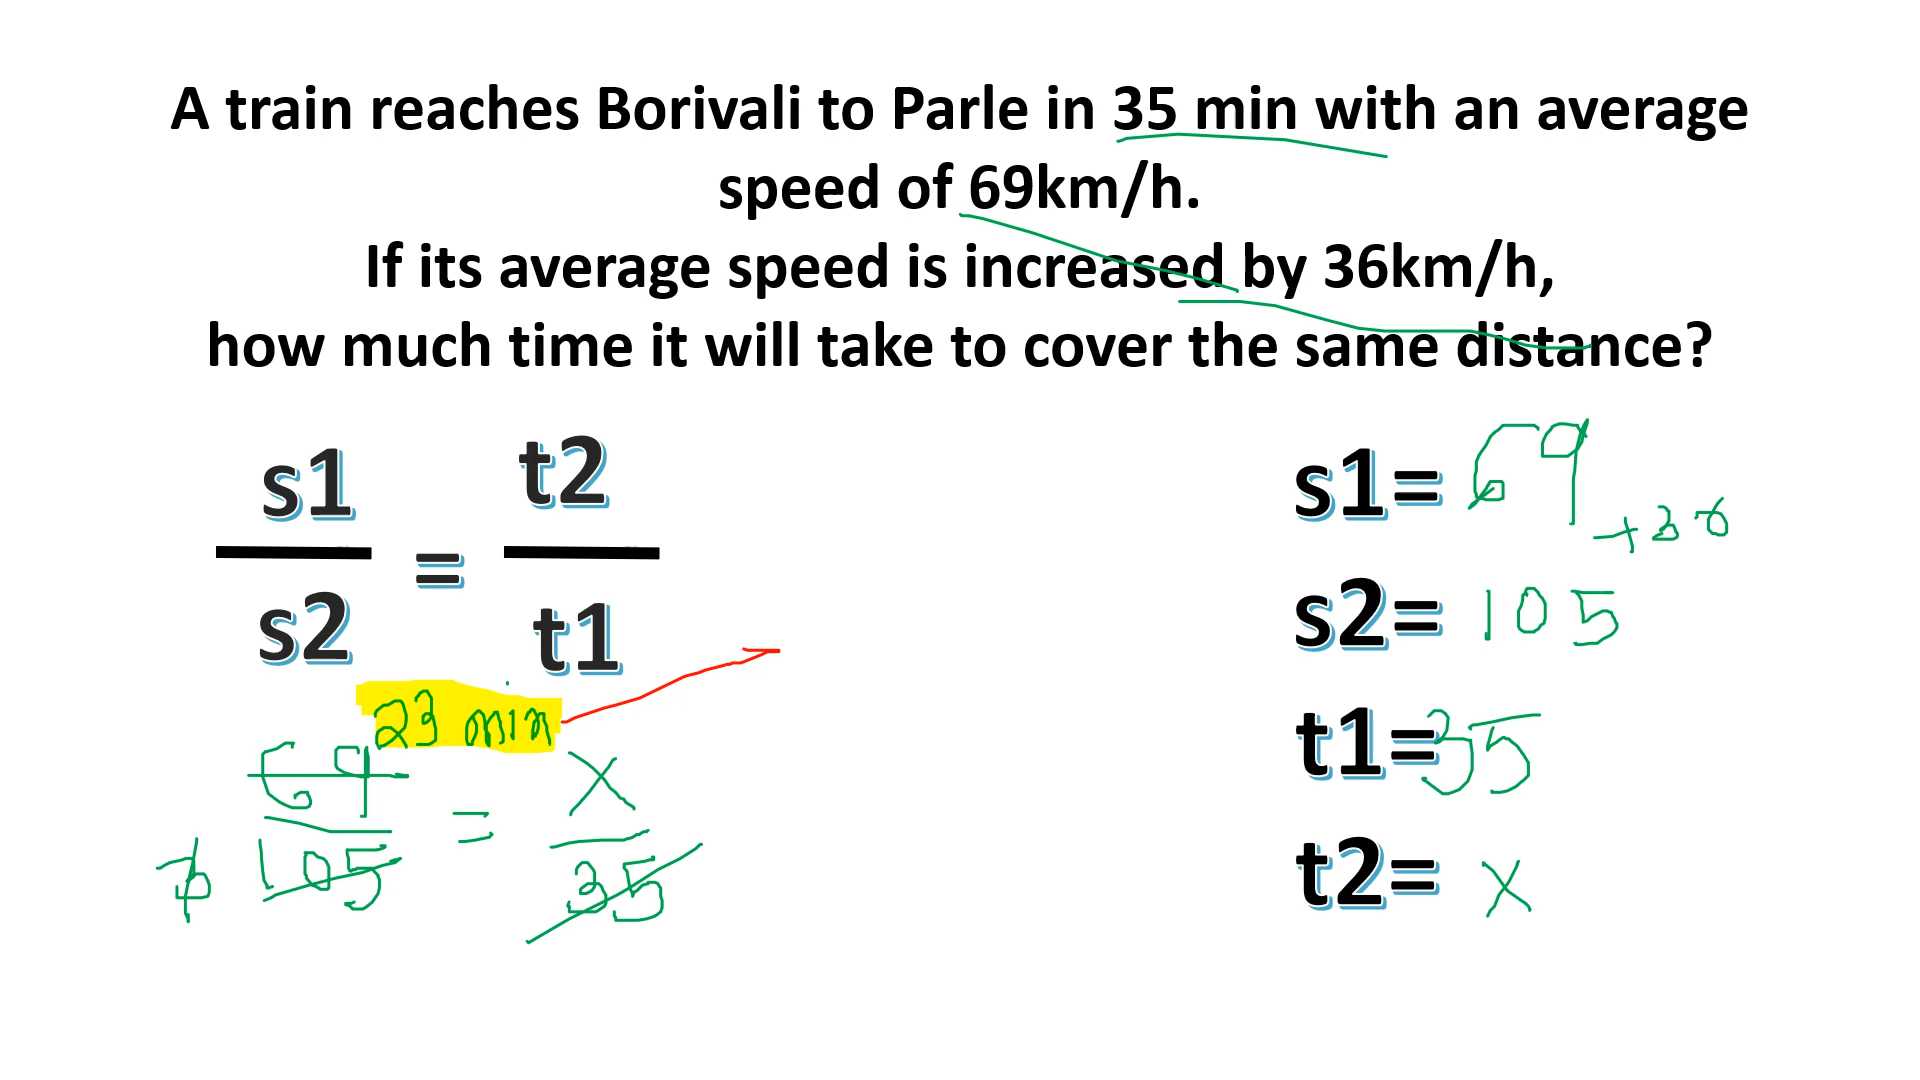 A train reaches Borivali to Parle in 35 min with an average
speed of 69km/h.
If its average speed is increased by 36km/h,
how much time it will take to cover the same distance?
s1
s2
=
t2
t1
s1= 69
+36
s2= 105
t1= 35
t2= x
23 min
69
105
=
x
35
3